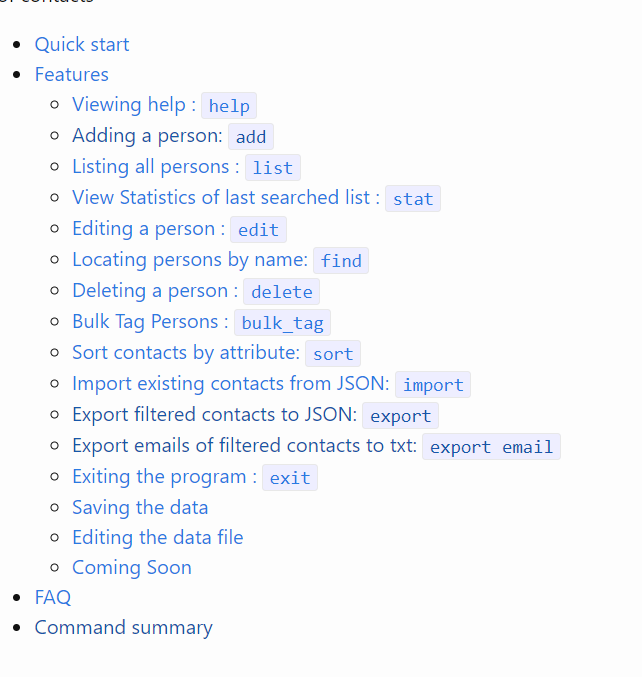 of contacts
Quick start
Features
Viewing help : help
Adding a person: add
Listing all persons : list
View Statistics of last searched list : stat
Editing a person : edit
Locating persons by name: find
Deleting a person : delete
Bulk Tag Persons : bulk_tag
Sort contacts by attribute: sort
Import existing contacts from JSON: import
Export filtered contacts to JSON: export
Export emails of filtered contacts to txt: export email
Exiting the program : exit
Saving the data
Editing the data file
Coming Soon
FAQ
Command summary